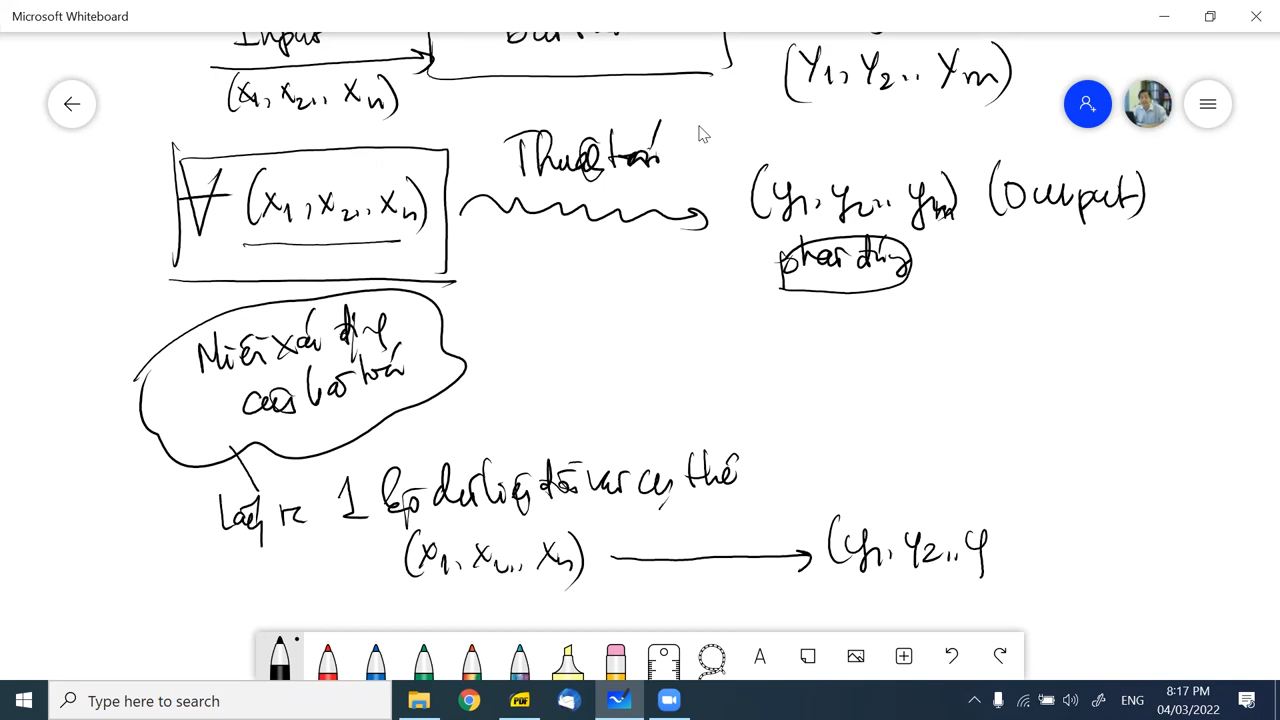 Microsoft Whiteboard
Input
(x1, x2.. xn)
(y1, y2.. ym)
Thuật toán
∀ (x1, x2.. xn)
(y1, y2.. ym) (Output)
phải đúng
Miền xác định
của bài toán
Lấy ra 1 bộ dữ liệu đầu vào cụ thể
(x1, x2.. xn) → (y1, y2.. y
Type here to search
PDF
ENG
8:17 PM
04/03/2022